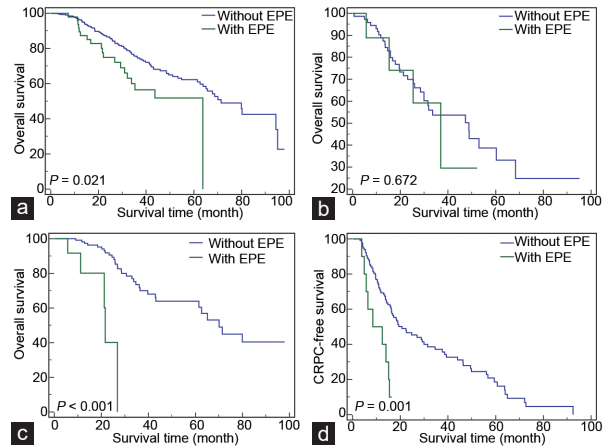 100
80
60
40
20
0
Overall survival
Without EPE
With EPE
P = 0.021
0 20 40 60 80 100
Survival time (month)
a
100
90
80
70
60
50
40
30
20
Overall survival
Without EPE
With EPE
P = 0.672
0 20 40 60 80 100
Survival time (month)
b
100
80
60
40
20
0
Overall survival
Without EPE
With EPE
P < 0.001
0 20 40 60 80 100
Survival time (month)
c
100
80
60
40
20
0
CRPC-free survival
Without EPE
With EPE
P = 0.001
0 20 40 60 80 100
Survival time (month)
d